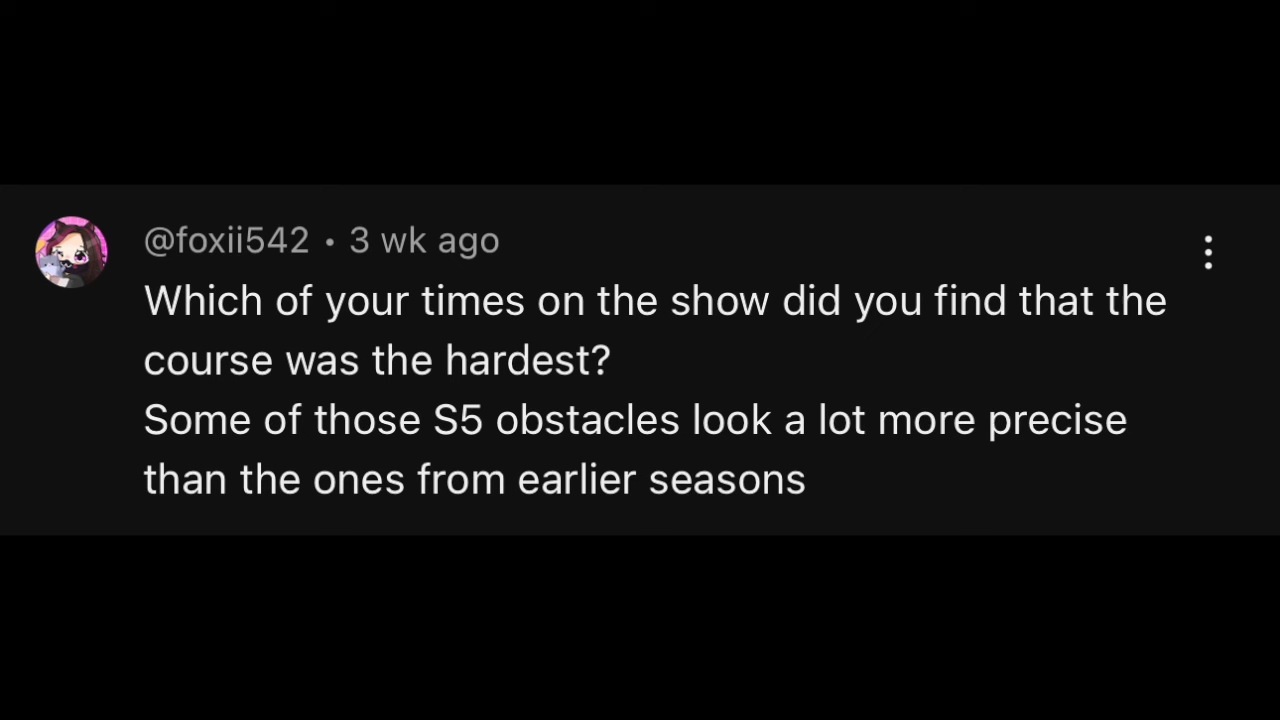 @foxii542 • 3 wk ago
Which of your times on the show did you find that the
course was the hardest?
Some of those S5 obstacles look a lot more precise
than the ones from earlier seasons